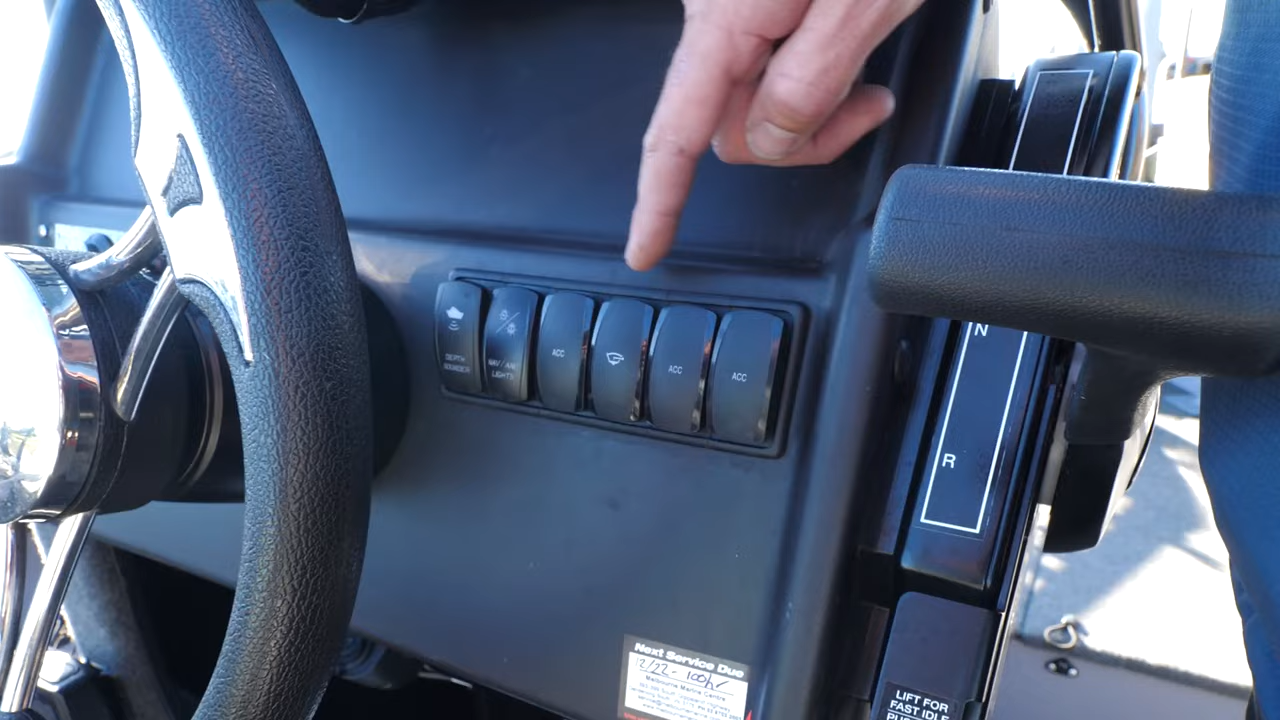 DEPTH
SOUNDER
NAV/ANC
LIGHTS
ACC
ACC
ACC
N
R
Next Service Due
12/22 - 100hr
Melbourne Marine Centre
LIFT FOR
FAST IDLE